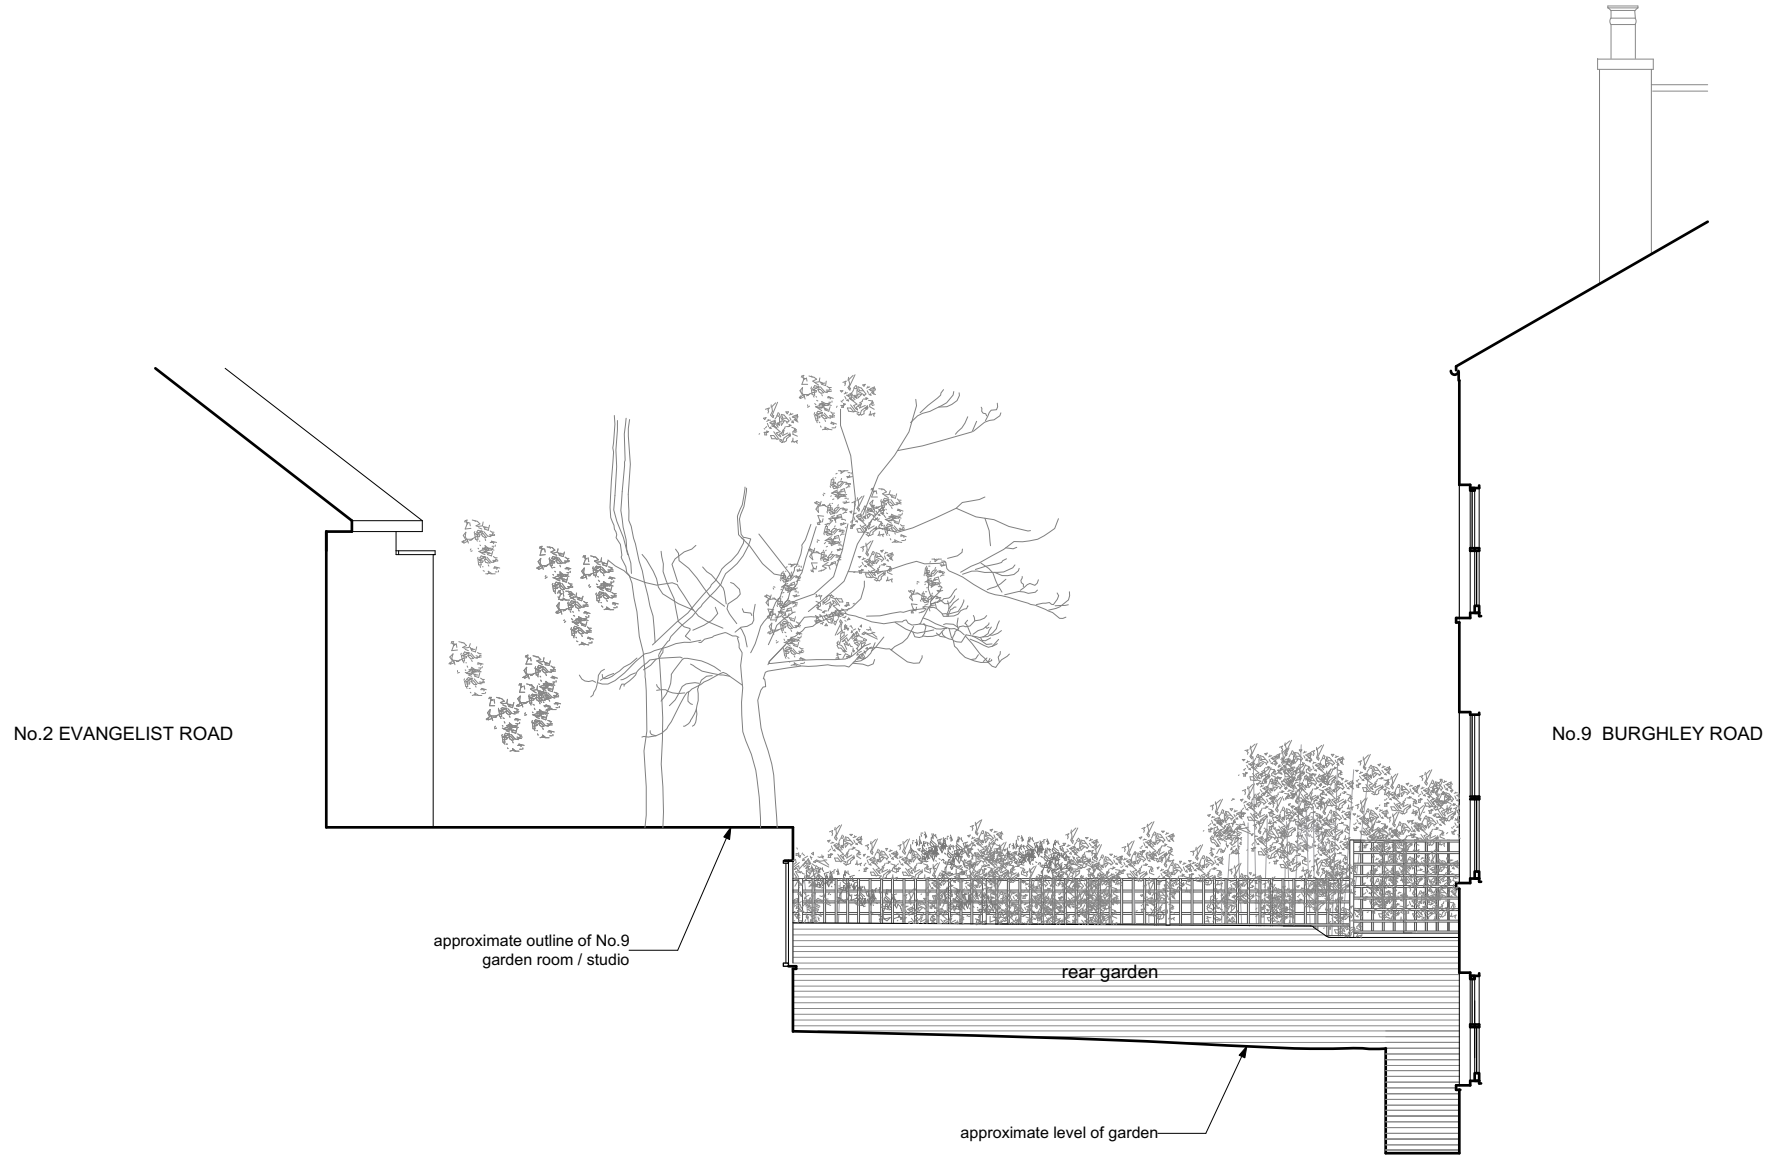 No.2 EVANGELIST ROAD
No.9 BURGHLEY ROAD
approximate outline of No.9
garden room / studio
rear garden
approximate level of garden